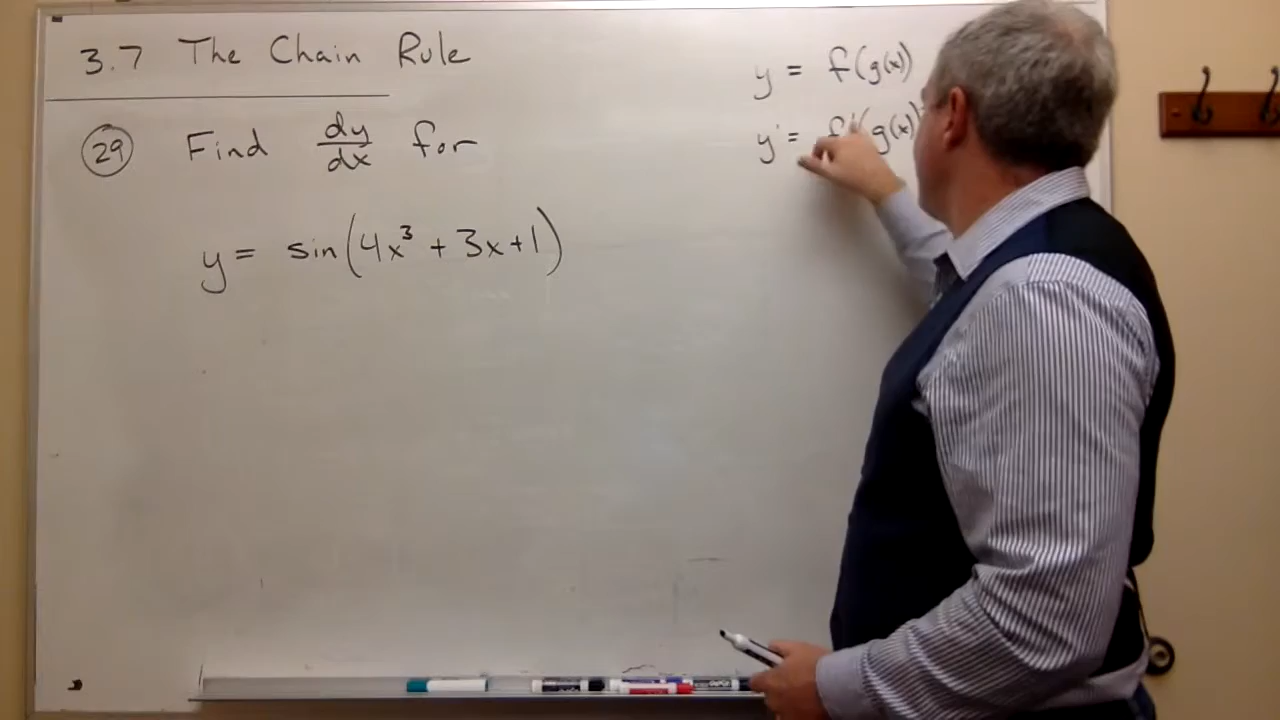 3.7 The Chain Rule
29 Find dy/dx for
y = sin(4x³ + 3x + 1)
y = f(g(x))
y' = f'(g(x))